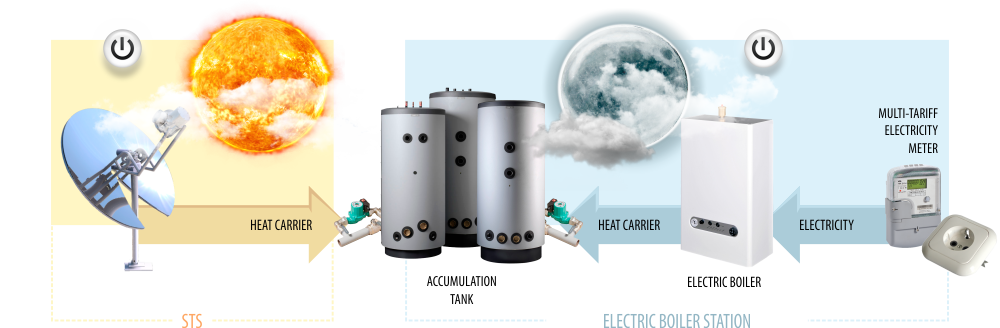 MULTI-TARIFF
ELECTRICITY
METER
HEAT CARRIER
HEAT CARRIER
ELECTRICITY
ACCUMULATION
TANK
ELECTRIC BOILER
STS
ELECTRIC BOILER STATION